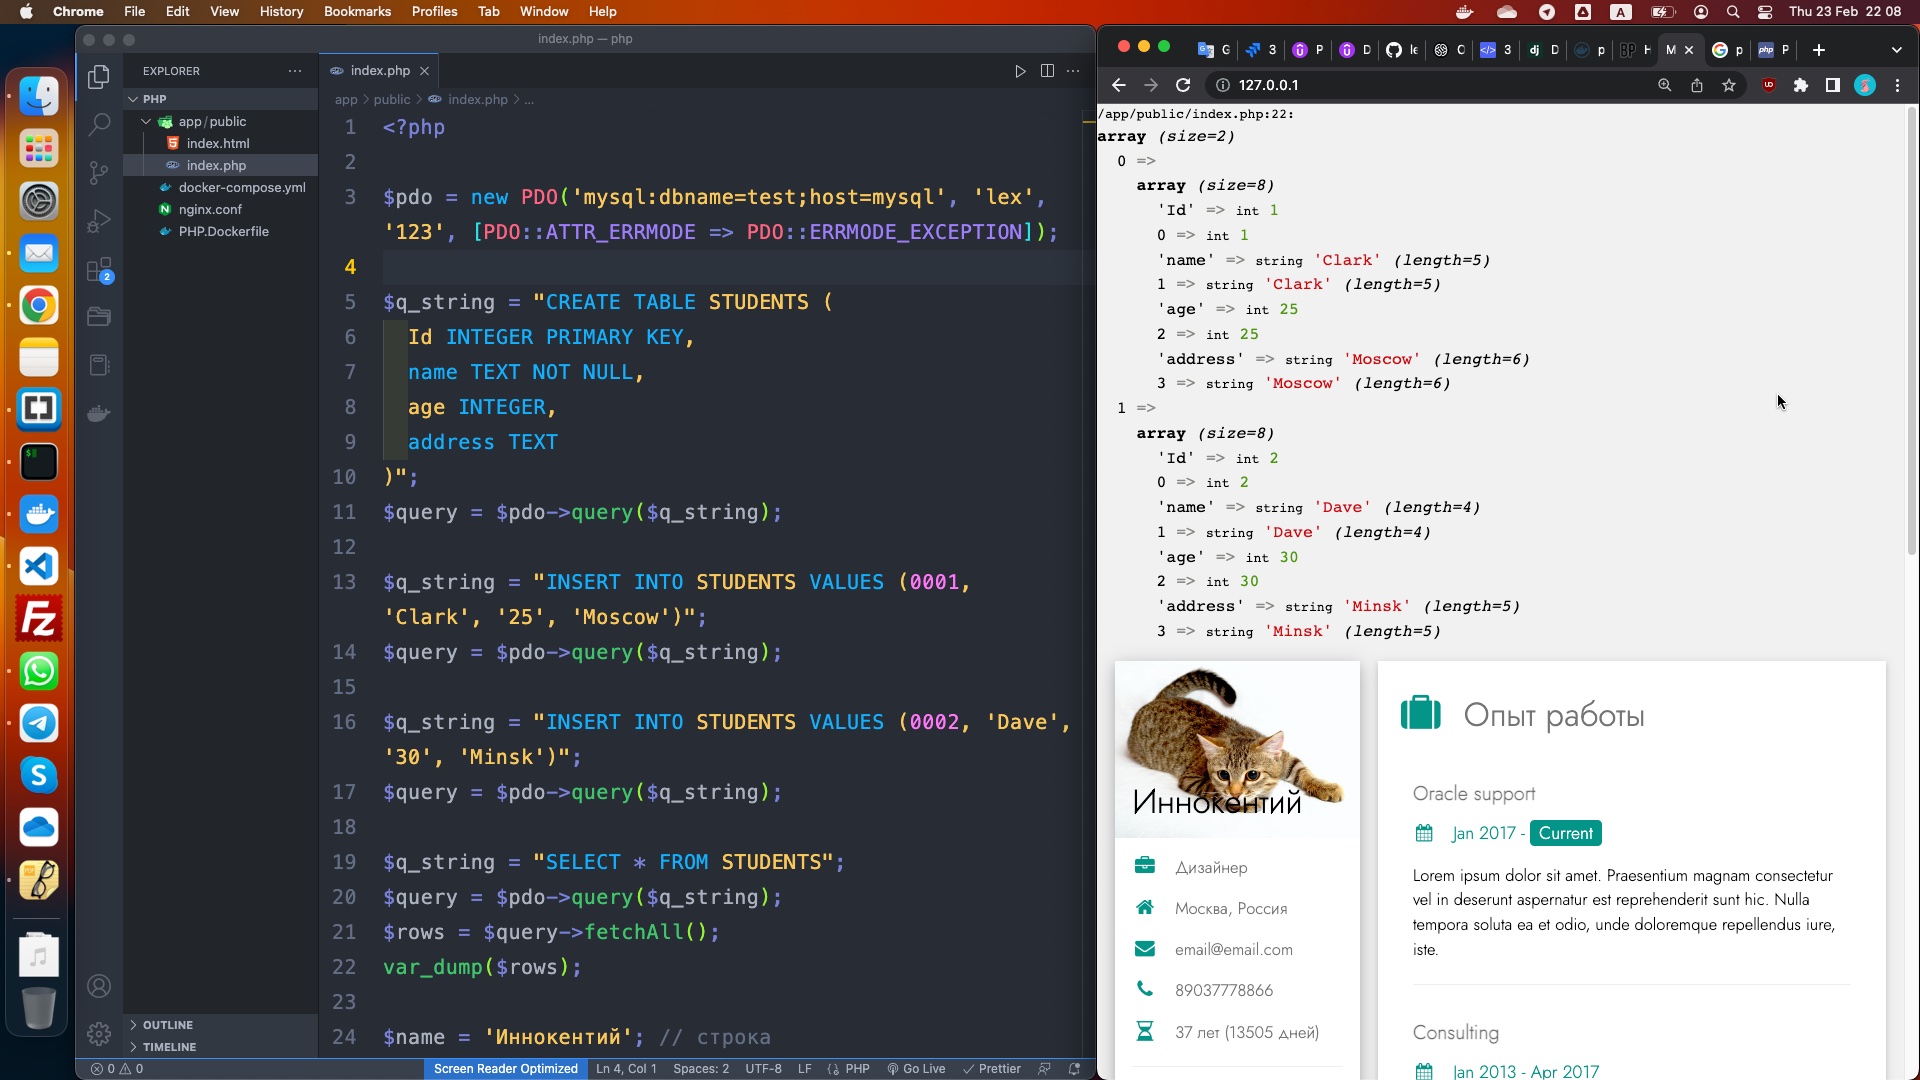 Chrome File Edit View History Bookmarks Profiles Tab Window Help
A
Thu 23 Feb 22 08
index.php — php
EXPLORER
PHP
app / public
index.html
index.php
docker-compose.yml
nginx.conf
PHP.Dockerfile
2
OUTLINE
TIMELINE
index.php
app > public > index.php > ...
1 <?php
2
3 $pdo = new PDO('mysql:dbname=test;host=mysql', 'lex',
'123', [PDO::ATTR_ERRMODE => PDO::ERRMODE_EXCEPTION]);
4
5 $q_string = "CREATE TABLE STUDENTS (
6 Id INTEGER PRIMARY KEY,
7 name TEXT NOT NULL,
8 age INTEGER,
9 address TEXT
10 )";
11 $query = $pdo->query($q_string);
12
13 $q_string = "INSERT INTO STUDENTS VALUES (0001,
'Clark', '25', 'Moscow')";
14 $query = $pdo->query($q_string);
15
16 $q_string = "INSERT INTO STUDENTS VALUES (0002, 'Dave',
'30', 'Minsk')";
17 $query = $pdo->query($q_string);
18
19 $q_string = "SELECT * FROM STUDENTS";
20 $query = $pdo->query($q_string);
21 $rows = $query->fetchAll();
22 var_dump($rows);
23
24 $name = 'Иннокентий'; // строка
0 0
Screen Reader Optimized Ln 4, Col 1 Spaces: 2 UTF-8 LF PHP Go Live Prettier
127.0.0.1
/app/public/index.php:22:
array (size=2)
0 =>
array (size=8)
'Id' => int 1
0 => int 1
'name' => string 'Clark' (length=5)
1 => string 'Clark' (length=5)
'age' => int 25
2 => int 25
'address' => string 'Moscow' (length=6)
3 => string 'Moscow' (length=6)
1 =>
array (size=8)
'Id' => int 2
0 => int 2
'name' => string 'Dave' (length=4)
1 => string 'Dave' (length=4)
'age' => int 30
2 => int 30
'address' => string 'Minsk' (length=5)
3 => string 'Minsk' (length=5)
Иннокентий
Дизайнер
Москва, Россия
email@email.com
89037778866
37 лет (13505 дней)
Опыт работы
Oracle support
Jan 2017 - Current
Lorem ipsum dolor sit amet. Praesentium magnam consectetur
vel in deserunt aspernatur est reprehenderit sunt hic. Nulla
tempora soluta ea et odio, unde doloremque repellendus iure,
iste.
Consulting
Jan 2013 - Apr 2017